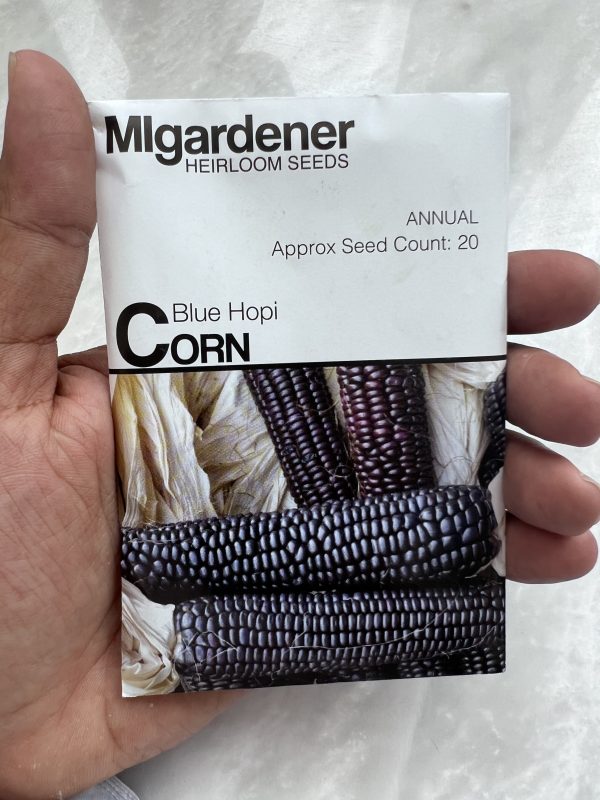 MIgardener
HEIRLOOM SEEDS
ANNUAL
Approx Seed Count: 20
Blue Hopi
CORN